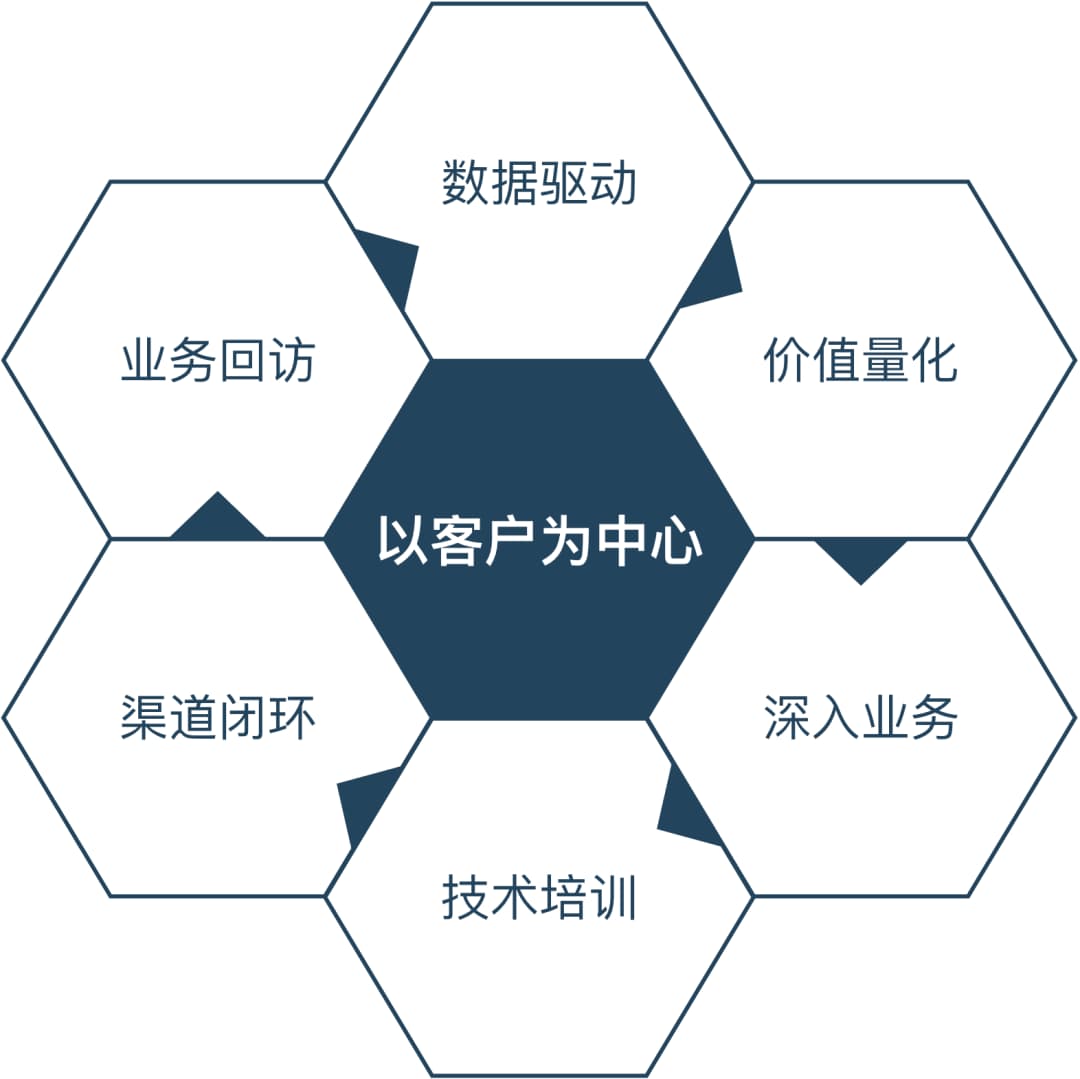 数据驱动
业务回访
价值量化
以客户为中心
渠道闭环
深入业务
技术培训